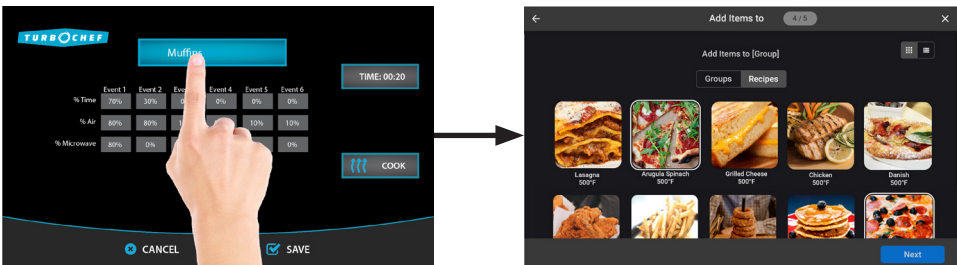 TURBOCHEF
Muffins
TIME: 00:20
Event 1 Event 2 Event 4 Event 5 Event 6
% Time 70% 30% 0% 0% 0%
% Air 80% 80% 10% 10%
% Microwave 80% 0% 0%
COOK
CANCEL SAVE
Add Items to 4/5
Add Items to [Group]
Groups Recipes
Lasagna Arugula Spinach Grilled Cheese Chicken Danish
500°F 500°F 500°F 500°F 500°F
Next